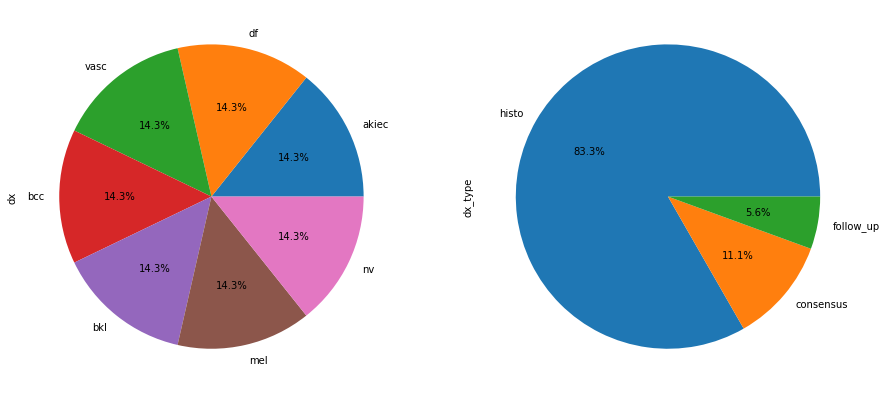 df
vasc
14.3%
akiec
14.3%
14.3%
dx
bcc
14.3%
14.3%
14.3%
14.3%
nv
bkl
mel
histo
83.3%
dx_type
5.6%
follow_up
11.1%
consensus